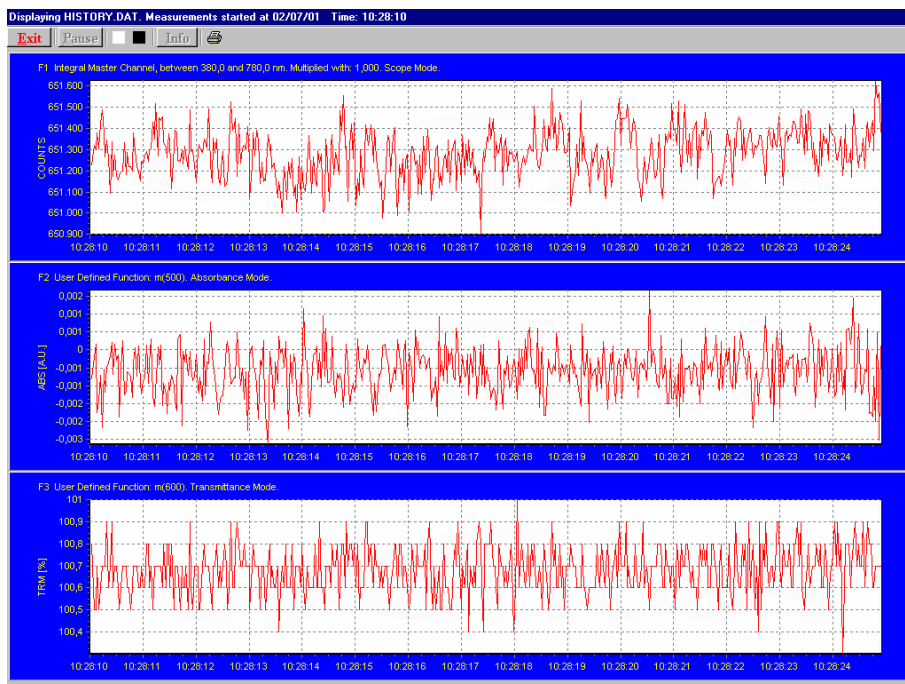 Displaying HISTORY.DAT. Measurements started at 02/07/01   Time: 10:28:10
Exit Pause Info
F1 Integral Master Channel, between 380,0 and 780,0 nm. Multiplied with: 1,000. Scope Mode.
COUNTS
651.600
651.500
651.400
651.300
651.200
651.100
651.000
650.900
10:28:10 10:28:11 10:28:12 10:28:13 10:28:14 10:28:15 10:28:16 10:28:17 10:28:18 10:28:19 10:28:20 10:28:21 10:28:22 10:28:23 10:28:24
F2 User Defined Function: m(500). Absorbance Mode.
ABS [A.U.]
0,002
0,001
0,001
0
-0,001
-0,001
-0,002
-0,002
-0,003
10:28:10 10:28:11 10:28:12 10:28:13 10:28:14 10:28:15 10:28:16 10:28:17 10:28:18 10:28:19 10:28:20 10:28:21 10:28:22 10:28:23 10:28:24
F3 User Defined Function: m(600). Transmittance Mode.
TRM [%]
101
100,9
100,8
100,7
100,6
100,5
100,4
10:28:10 10:28:11 10:28:12 10:28:13 10:28:14 10:28:15 10:28:16 10:28:17 10:28:18 10:28:19 10:28:20 10:28:21 10:28:22 10:28:23 10:28:24